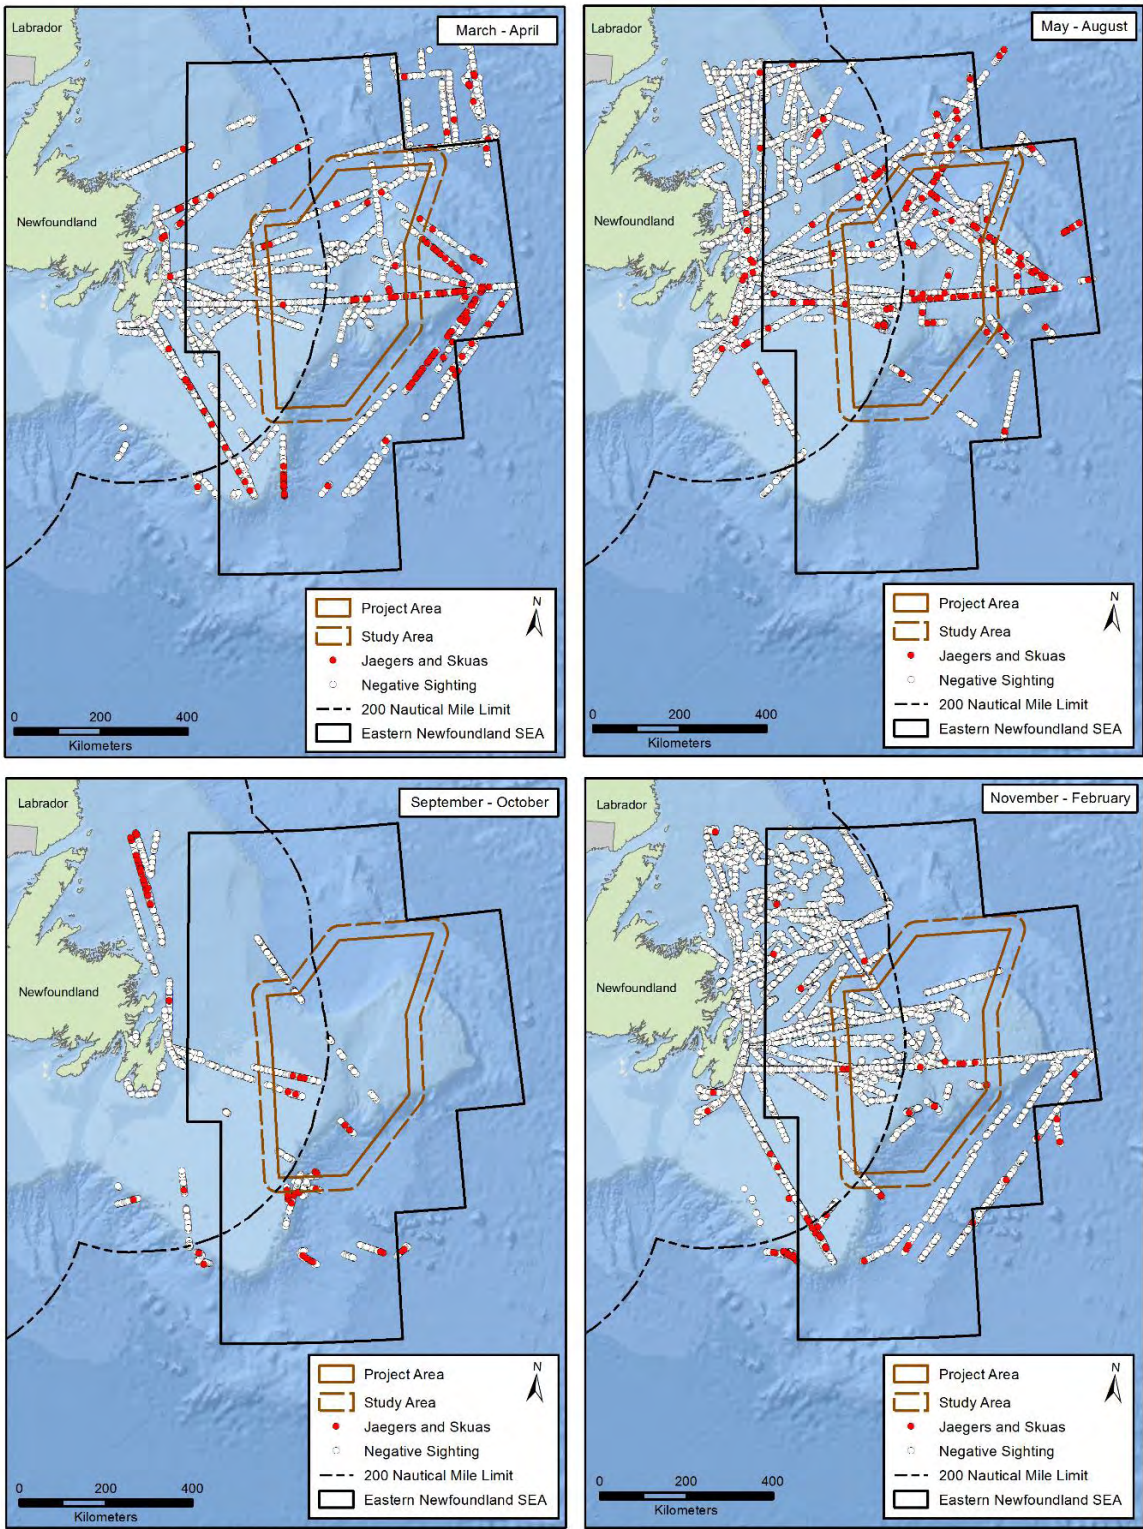 Labrador
March - April
Newfoundland
N
Project Area
Study Area
Jaegers and Skuas
Negative Sighting
200 Nautical Mile Limit
Eastern Newfoundland SEA
0 200 400
Kilometers
Labrador
May - August
Newfoundland
N
Project Area
Study Area
Jaegers and Skuas
Negative Sighting
200 Nautical Mile Limit
Eastern Newfoundland SEA
0 200 400
Kilometers
Labrador
September - October
Newfoundland
N
Project Area
Study Area
Jaegers and Skuas
Negative Sighting
200 Nautical Mile Limit
Eastern Newfoundland SEA
0 200 400
Kilometers
Labrador
November - February
Newfoundland
N
Project Area
Study Area
Jaegers and Skuas
Negative Sighting
200 Nautical Mile Limit
Eastern Newfoundland SEA
0 200 400
Kilometers